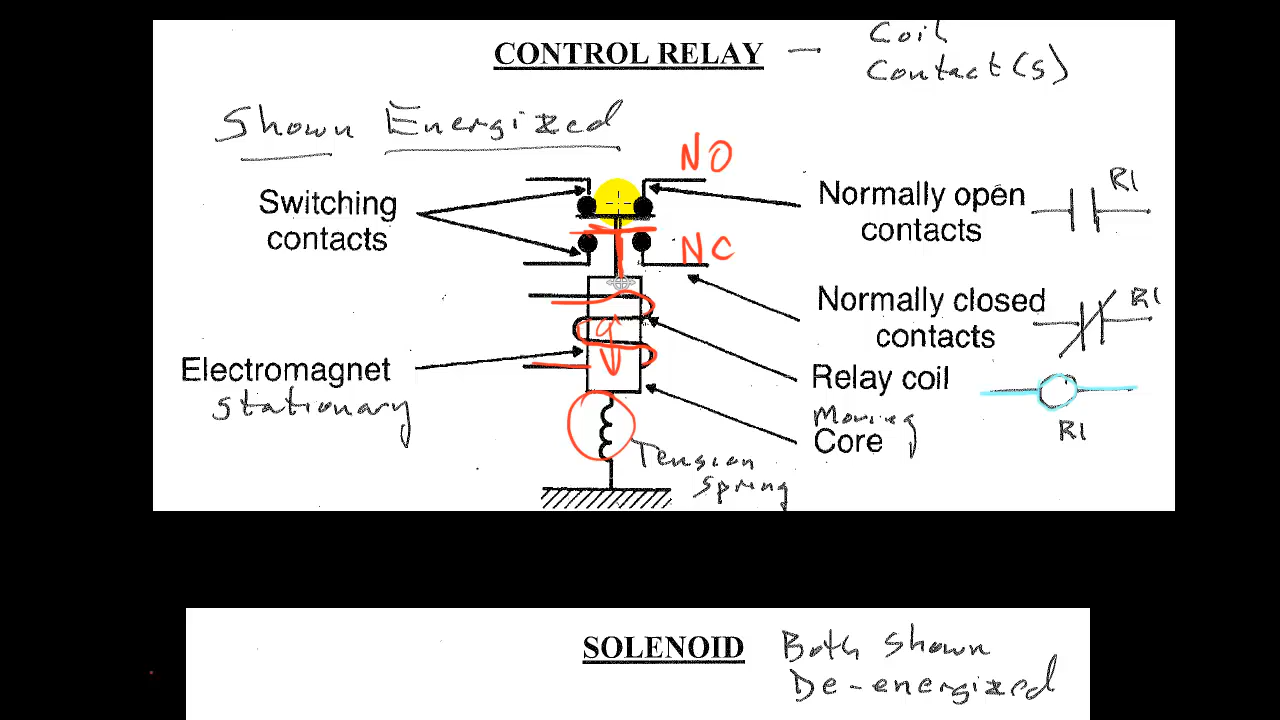 CONTROL RELAY — Coil
Contact(s)
Shown Energized
NO
Switching
contacts
Normally open
contacts
R1
NC
Normally closed
contacts
R1
Electromagnet
Stationary
Relay coil
Moving
Core
R1
Tension
Spring
SOLENOID Both shown
De-energized